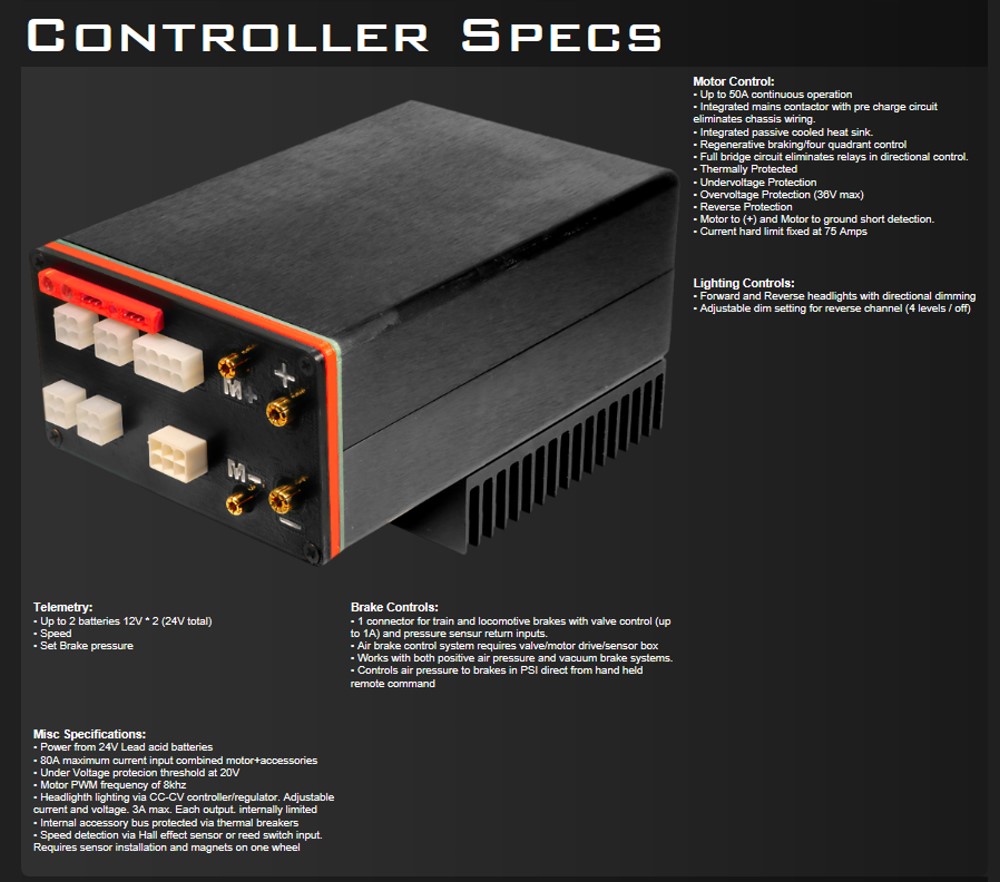 Controller Specs
Motor Control:
• Up to 50A continuous operation
• Integrated mains contactor with pre charge circuit
eliminates chassis wiring.
• Integrated passive cooled heat sink.
• Regenerative braking/four quadrant control
• Full bridge circuit eliminates relays in directional control.
• Thermally Protected
• Undervoltage Protection
• Overvoltage Protection (36V max)
• Reverse Protection
• Motor to (+) and Motor to ground short detection.
• Current hard limit fixed at 75 Amps
Lighting Controls:
• Forward and Reverse headlights with directional dimming
• Adjustable dim setting for reverse channel (4 levels / off)
M+
+
M-
-
Telemetry:
• Up to 2 batteries 12V * 2 (24V total)
• Speed
• Set Brake pressure
Brake Controls:
• 1 connector for train and locomotive brakes with valve control (up
to 1A) and pressure sensur return inputs.
• Air brake control system requires valve/motor drive/sensor box
• Works with both positive air pressure and vacuum brake systems.
• Controls air pressure to brakes in PSI direct from hand held
remote command
Misc Specifications:
• Power from 24V Lead acid batteries
• 80A maximum current input combined motor+accessories
• Under Voltage protecion threshold at 20V
• Motor PWM frequency of 8khz
• Headlighth lighting via CC-CV controller/regulator. Adjustable
current and voltage. 3A max. Each output. internally limited
• Internal accessory bus protected via thermal breakers
• Speed detection via Hall effect sensor or reed switch input.
Requires sensor installation and magnets on one wheel